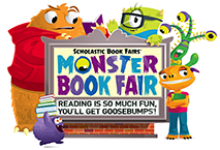 SCHOLASTIC BOOK FAIRS'
MONSTER
BOOK FAIR
READING IS SO MUCH FUN,
YOU'LL GET GOOSEBUMPS!